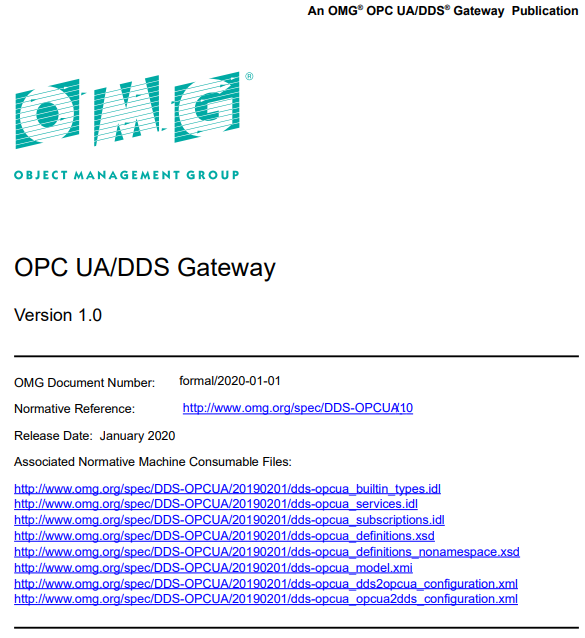 An OMG® OPC UA/DDS® Gateway Publication
OMG®
OBJECT MANAGEMENT GROUP
OPC UA/DDS Gateway
Version 1.0
OMG Document Number: formal/2020-01-01
Normative Reference: http://www.omg.org/spec/DDS-OPCUA/10
Release Date: January 2020
Associated Normative Machine Consumable Files:
http://www.omg.org/spec/DDS-OPCUA/20190201/dds-opcua_builtin_types.idl
http://www.omg.org/spec/DDS-OPCUA/20190201/dds-opcua_services.idl
http://www.omg.org/spec/DDS-OPCUA/20190201/dds-opcua_subscriptions.idl
http://www.omg.org/spec/DDS-OPCUA/20190201/dds-opcua_definitions.xsd
http://www.omg.org/spec/DDS-OPCUA/20190201/dds-opcua_definitions_nonamespace.xsd
http://www.omg.org/spec/DDS-OPCUA/20190201/dds-opcua_model.xmi
http://www.omg.org/spec/DDS-OPCUA/20190201/dds-opcua_dds2opcua_configuration.xml
http://www.omg.org/spec/DDS-OPCUA/20190201/dds-opcua_opcua2dds_configuration.xml